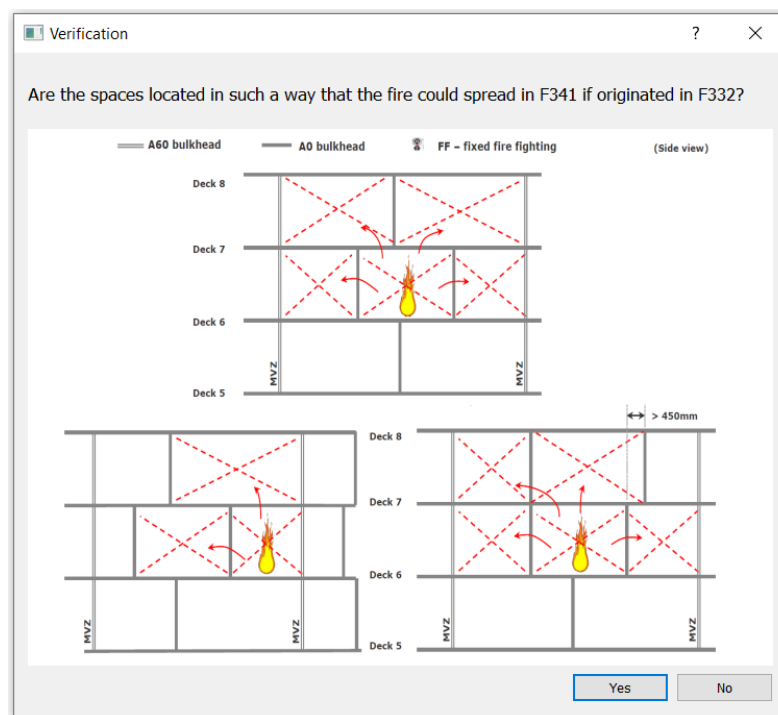 Verification
?
Are the spaces located in such a way that the fire could spread in F341 if originated in F332?
A60 bulkhead A0 bulkhead FF – fixed fire fighting (Side view)
Deck 8
Deck 7
Deck 6
MVZ MVZ
Deck 5
> 450mm
Deck 8
Deck 7
Deck 6
MVZ MVZ MVZ MVZ
Deck 5
Yes No